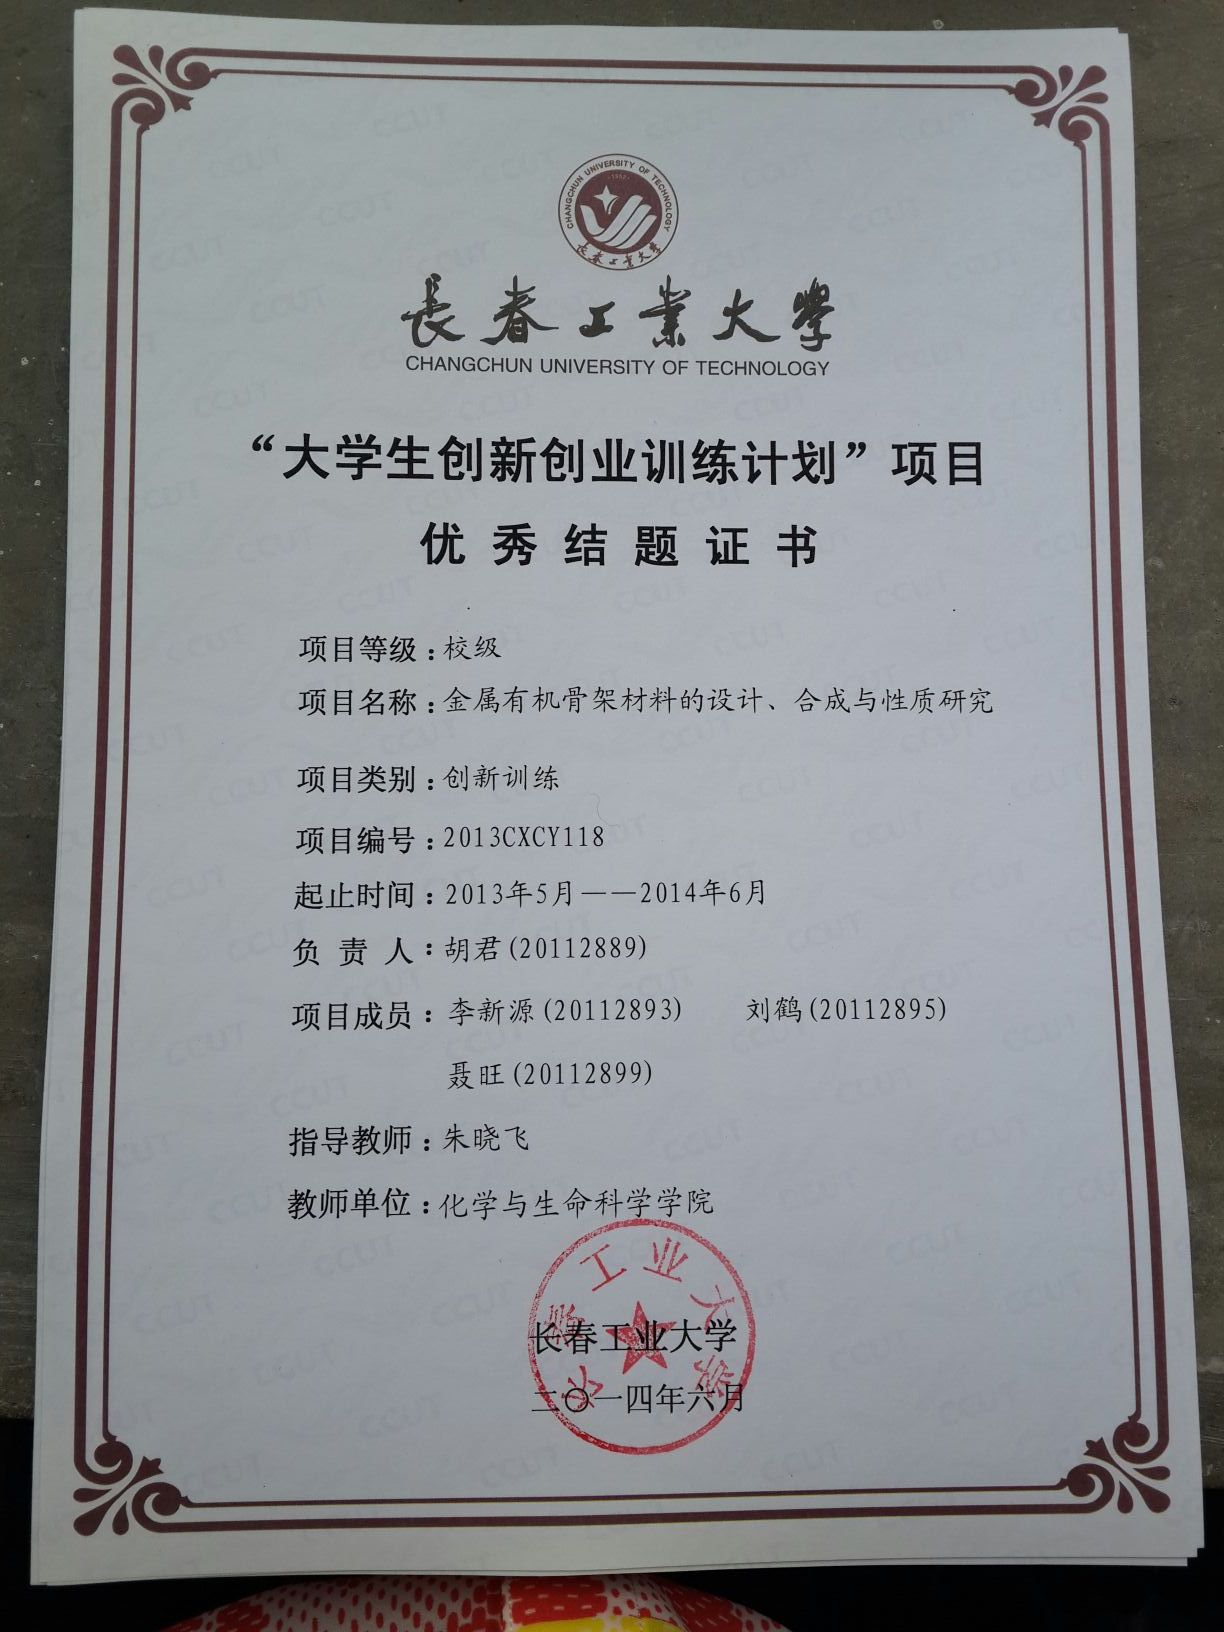 CHANGCHUN UNIVERSITY OF TECHNOLOGY
·1952·
长春工业大学
長春工業大學
CHANGCHUN UNIVERSITY OF TECHNOLOGY
“大学生创新创业训练计划”项目
优秀结题证书
项目等级：校级
项目名称：金属有机骨架材料的设计、合成与性质研究
项目类别：创新训练
项目编号：2013CXCY118
起止时间：2013年5月——2014年6月
负责人：胡君(20112889)
项目成员：李新源(20112893) 刘鹤(20112895)
聂旺(20112899)
指导教师：朱晓飞
教师单位：化学与生命科学学院
长春工业大学
长春工业大学
二〇一四年六月